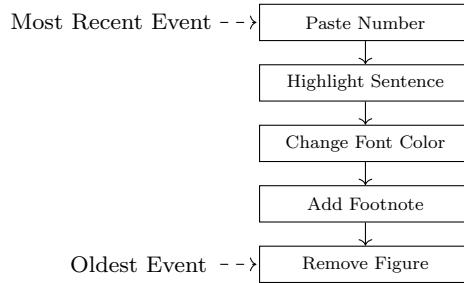 Most Recent Event
Paste Number
Highlight Sentence
Change Font Color
Add Footnote
Oldest Event
Remove Figure